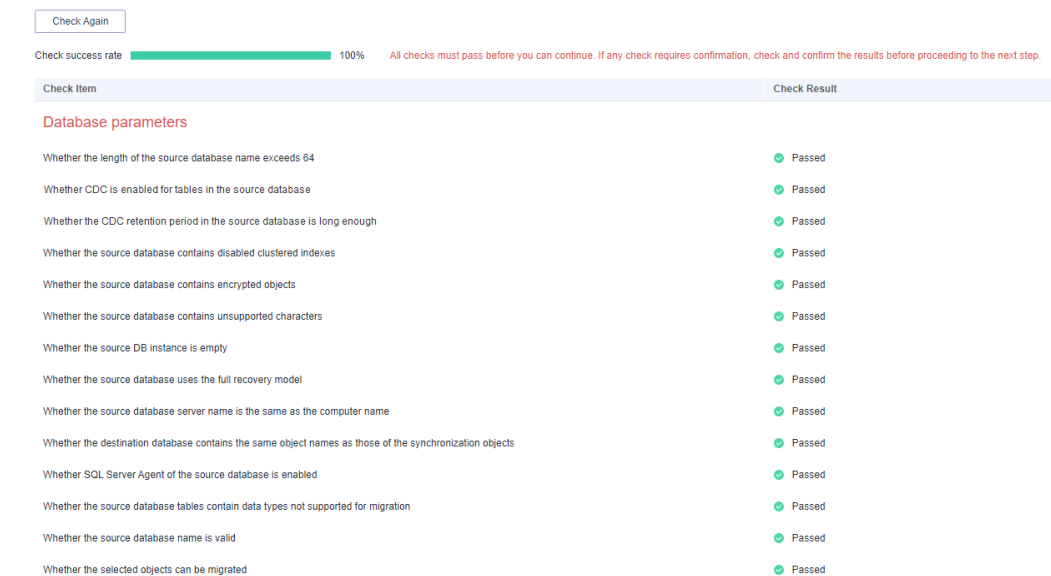 Check Again
Check success rate 100% All checks must pass before you can continue. If any check requires confirmation, check and confirm the results before proceeding to the next step.
Check Item Check Result
Database parameters
Whether the length of the source database name exceeds 64 Passed
Whether CDC is enabled for tables in the source database Passed
Whether the CDC retention period in the source database is long enough Passed
Whether the source database contains disabled clustered indexes Passed
Whether the source database contains encrypted objects Passed
Whether the source database contains unsupported characters Passed
Whether the source DB instance is empty Passed
Whether the source database uses the full recovery model Passed
Whether the source database server name is the same as the computer name Passed
Whether the destination database contains the same object names as those of the synchronization objects Passed
Whether SQL Server Agent of the source database is enabled Passed
Whether the source database tables contain data types not supported for migration Passed
Whether the source database name is valid Passed
Whether the selected objects can be migrated Passed